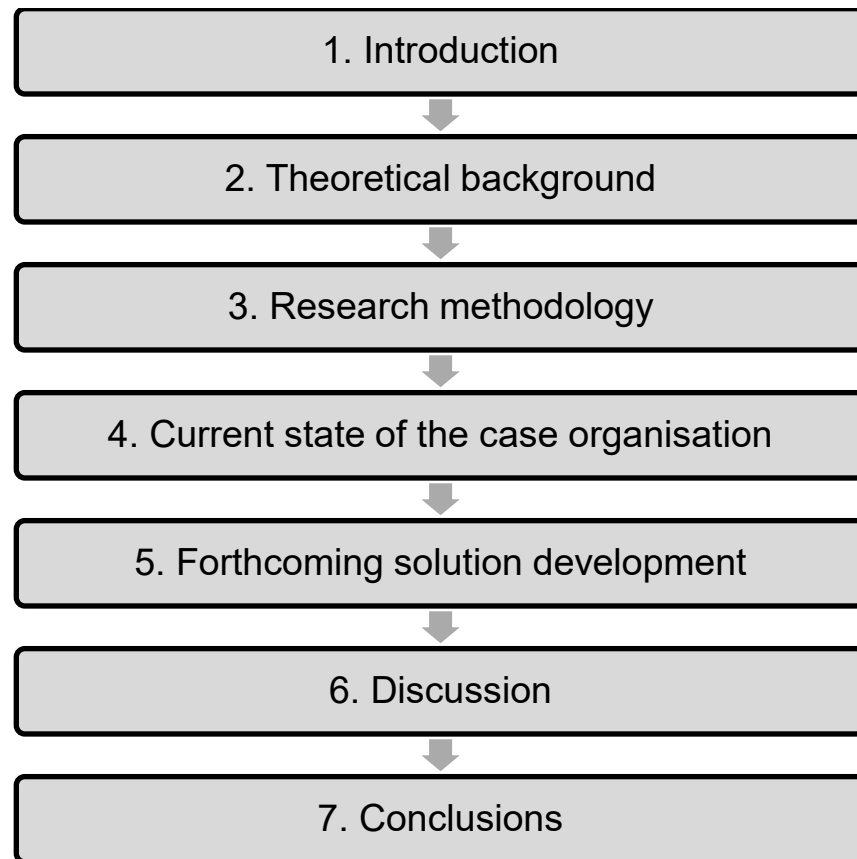 1. Introduction
2. Theoretical background
3. Research methodology
4. Current state of the case organisation
5. Forthcoming solution development
6. Discussion
7. Conclusions